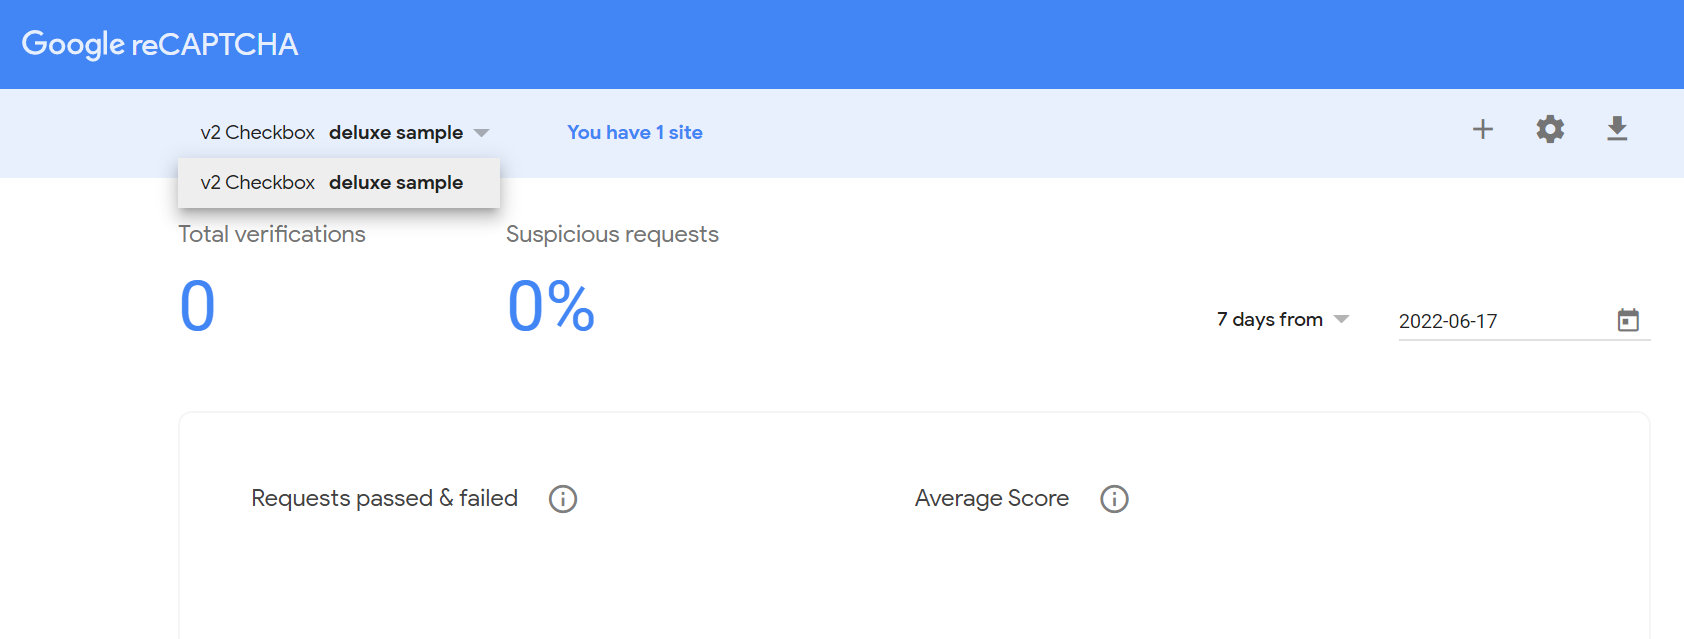 Google reCAPTCHA
v2 Checkbox deluxe sample
You have 1 site
v2 Checkbox deluxe sample
Total verifications
Suspicious requests
0
0%
7 days from
2022-06-17
Requests passed & failed
Average Score